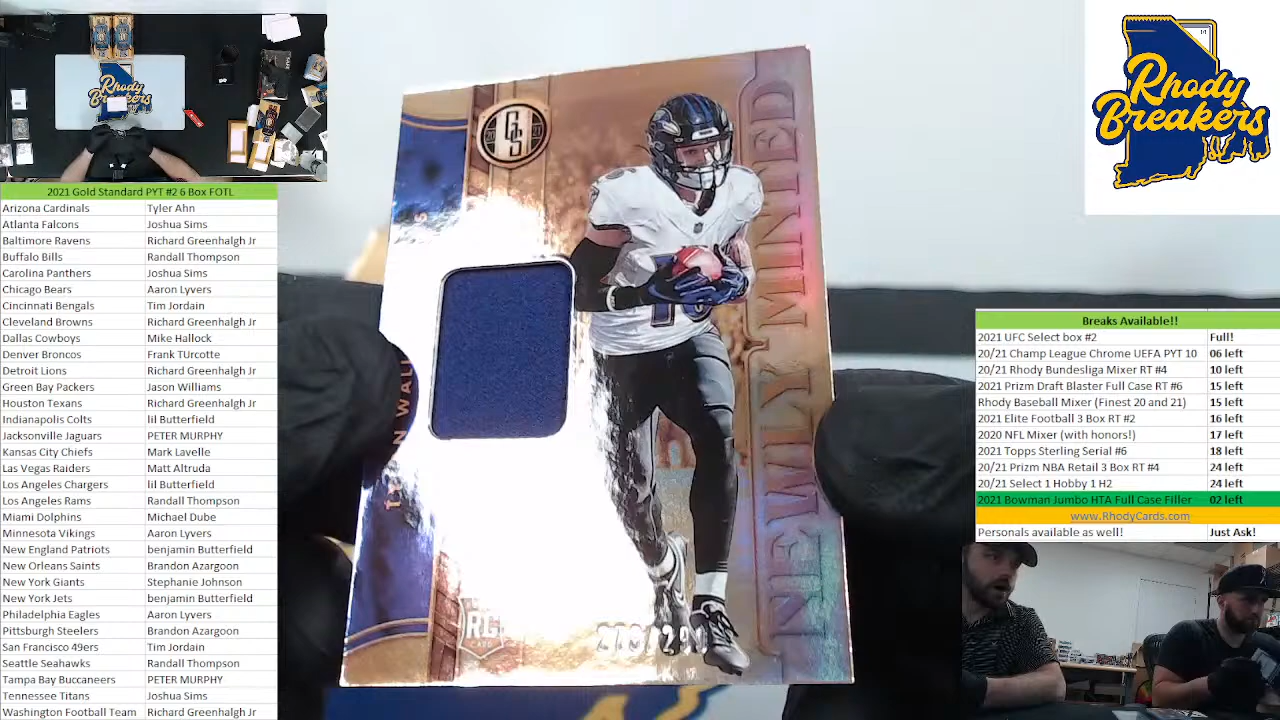 Rhody
Breakers
2021 Gold Standard PYT #2 6 Box FOTL
Arizona Cardinals Tyler Ahn
Atlanta Falcons Joshua Sims
Baltimore Ravens Richard Greenhalgh Jr
Buffalo Bills Randall Thompson
Carolina Panthers Joshua Sims
Chicago Bears Aaron Lyvers
Cincinnati Bengals Tim Jordain
Cleveland Browns Richard Greenhalgh Jr
Dallas Cowboys Mike Hallock
Denver Broncos Frank TUrcotte
Detroit Lions Richard Greenhalgh Jr
Green Bay Packers Jason Williams
Houston Texans Richard Greenhalgh Jr
Indianapolis Colts lil Butterfield
Jacksonville Jaguars PETER MURPHY
Kansas City Chiefs Mark Lavelle
Las Vegas Raiders Matt Altruda
Los Angeles Chargers lil Butterfield
Los Angeles Rams Randall Thompson
Miami Dolphins Michael Dube
Minnesota Vikings Aaron Lyvers
New England Patriots benjamin Butterfield
New Orleans Saints Brandon Azargoon
New York Giants Stephanie Johnson
New York Jets benjamin Butterfield
Philadelphia Eagles Aaron Lyvers
Pittsburgh Steelers Brandon Azargoon
San Francisco 49ers Tim Jordain
Seattle Seahawks Randall Thompson
Tampa Bay Buccaneers PETER MURPHY
Tennessee Titans Joshua Sims
Washington Football Team Richard Greenhalgh Jr
20 GS 21
NEWLY MINTED
RC
CARD
Rhody
Breakers
Breaks Available!!
2021 UFC Select box #2 Full!
20/21 Champ League Chrome UEFA PYT 10 06 left
20/21 Rhody Bundesliga Mixer RT #4 10 left
2021 Prizm Draft Blaster Full Case RT #6 15 left
Rhody Baseball Mixer (Finest 20 and 21) 15 left
2021 Elite Football 3 Box RT #2 16 left
2020 NFL Mixer (with honors!) 17 left
2021 Topps Sterling Serial #6 18 left
20/21 Prizm NBA Retail 3 Box RT #4 24 left
20/21 Select 1 Hobby 1 H2 24 left
2021 Bowman Jumbo HTA Full Case FIller 02 left
www.RhodyCards.com
Personals available as well! Just Ask!